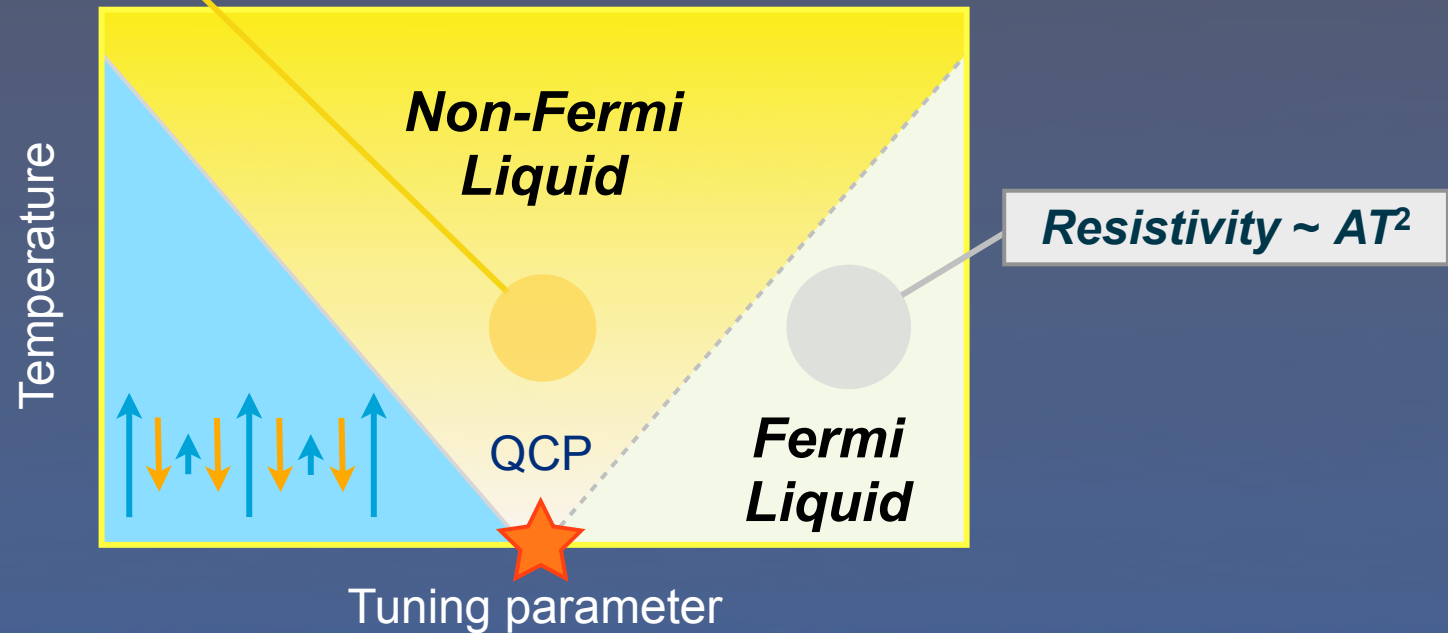 Non-Fermi
Liquid
Temperature
Resistivity ~ AT²
QCP
Fermi
Liquid
Tuning parameter